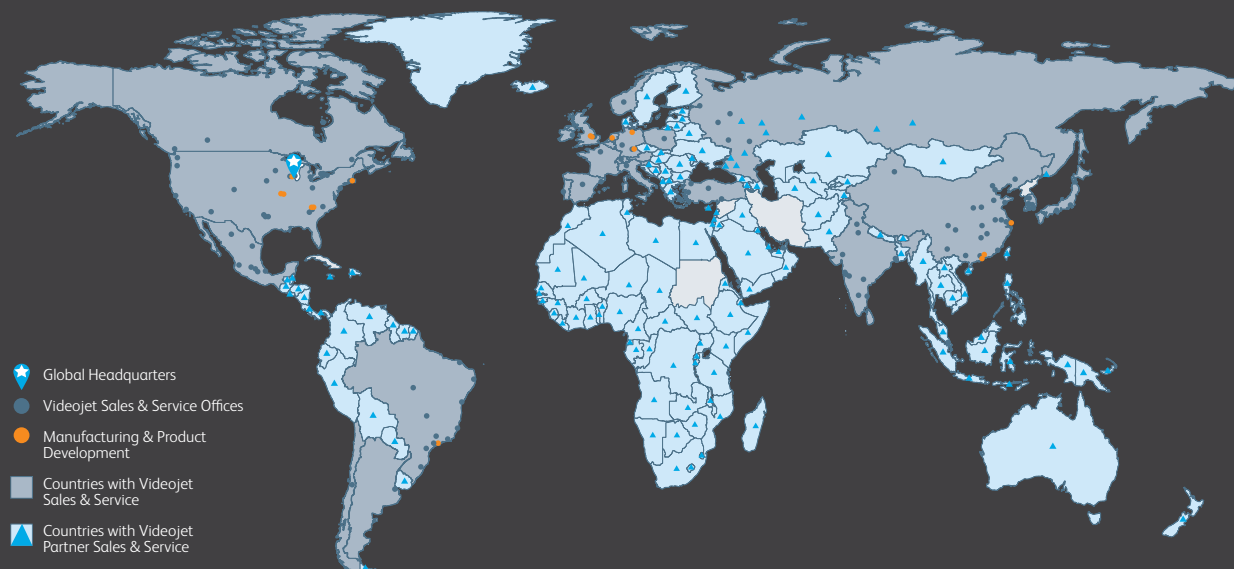 Global Headquarters
Videojet Sales & Service Offices
Manufacturing & Product
Development
Countries with Videojet
Sales & Service
Countries with Videojet
Partner Sales & Service